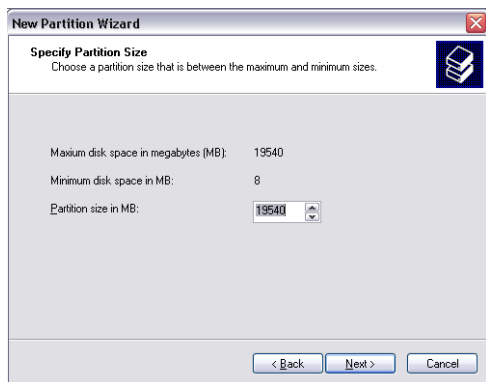 New Partition Wizard
Specify Partition Size
Choose a partition size that is between the maximum and minimum sizes.
Maxium disk space in megabytes (MB): 19540
Minimum disk space in MB: 8
Partition size in MB: 19540
< Back Next > Cancel